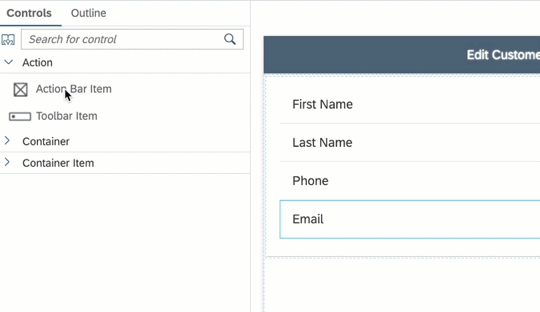 Controls Outline
Search for control
Action
Action Bar Item
Toolbar Item
Container
Container Item
Edit Custome
First Name
Last Name
Phone
Email